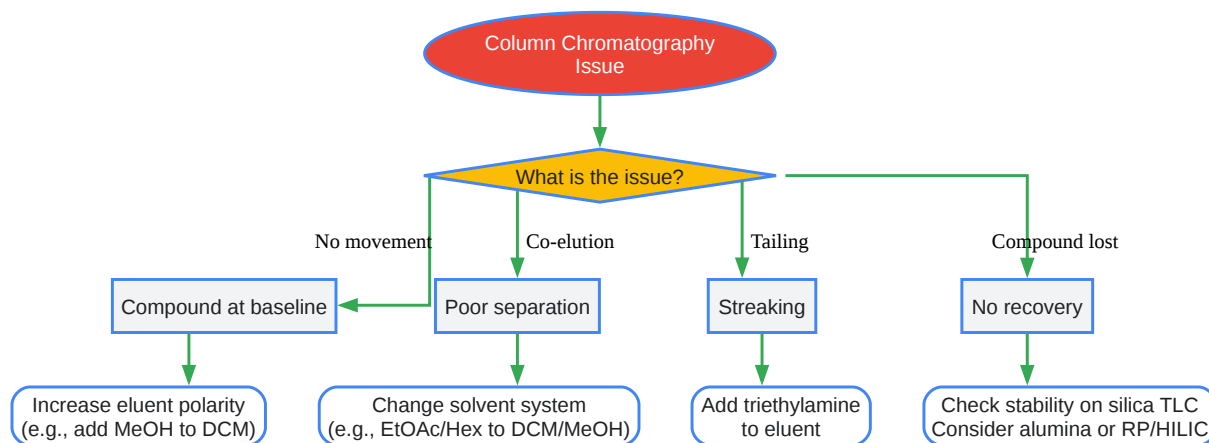 Column Chromatography
Issue
What is the issue?
No movement
Co-elution
Tailing
Compound lost
Compound at baseline
Poor separation
Streaking
No recovery
Increase eluent polarity
(e.g., add MeOH to DCM)
Change solvent system
(e.g., EtOAc/Hex to DCM/MeOH)
Add triethylamine
to eluent
Check stability on silica TLC
Consider alumina or RP/HILIC